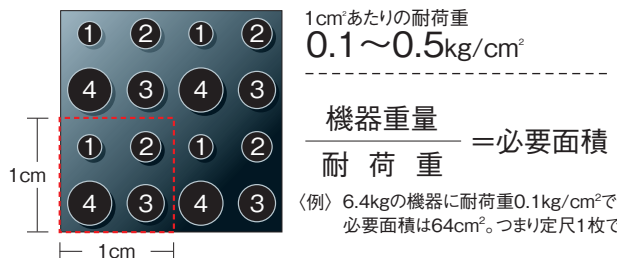 1 2 1 2
4 3 4 3
1 2 1 2
4 3 4 3
1cm
1cm
1cm²あたりの耐荷重
0.1〜0.5kg/cm²
機器重量
耐荷重
＝必要面積
〈例〉6.4kgの機器に耐荷重0.1kg/cm²で
必要面積は64cm²。つまり定尺1枚で